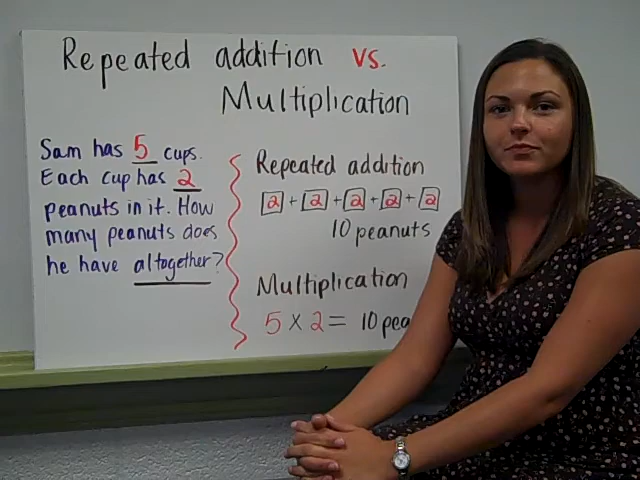 Repeated addition vs.
Multiplication
Sam has 5 cups.
Each cup has 2
peanuts in it. How
many peanuts does
he have altogether?
Repeated addition
2 + 2 + 2 + 2 + 2
10 peanuts
Multiplication
5 x 2 = 10 pea